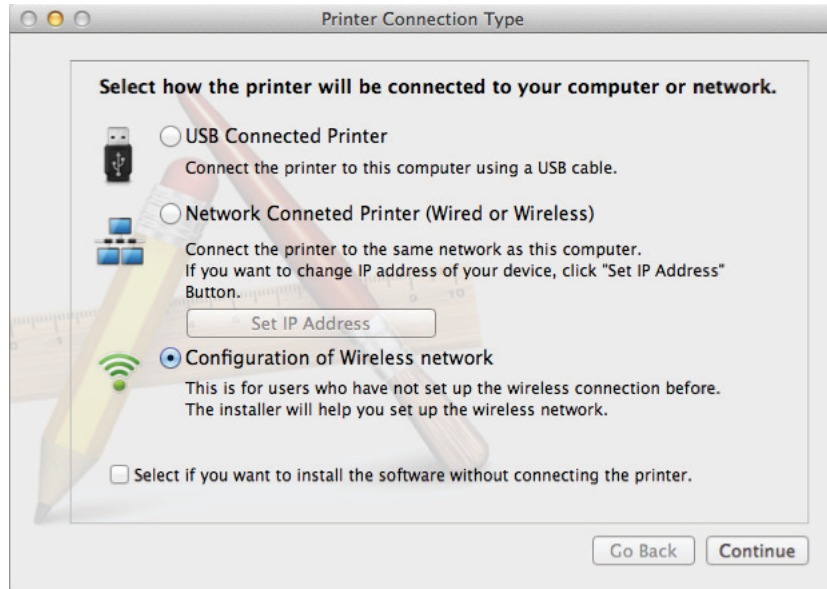 Printer Connection Type
Select how the printer will be connected to your computer or network.
USB Connected Printer
Connect the printer to this computer using a USB cable.
Network Conneted Printer (Wired or Wireless)
Connect the printer to the same network as this computer.
If you want to change IP address of your device, click "Set IP Address"
Button.
Set IP Address
Configuration of Wireless network
This is for users who have not set up the wireless connection before.
The installer will help you set up the wireless network.
Select if you want to install the software without connecting the printer.
Go Back
Continue